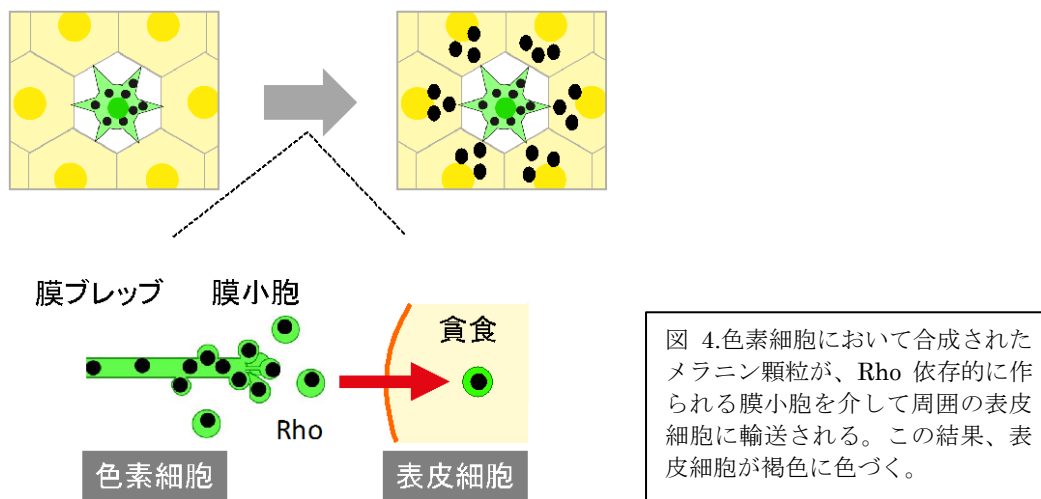 膜ブレッブ
膜小胞
貪食
Rho
色素細胞
表皮細胞
図 4.色素細胞において合成された
メラニン顆粒が、Rho 依存的に作
られる膜小胞を介して周囲の表皮
細胞に輸送される。この結果、表
皮細胞が褐色に色づく。